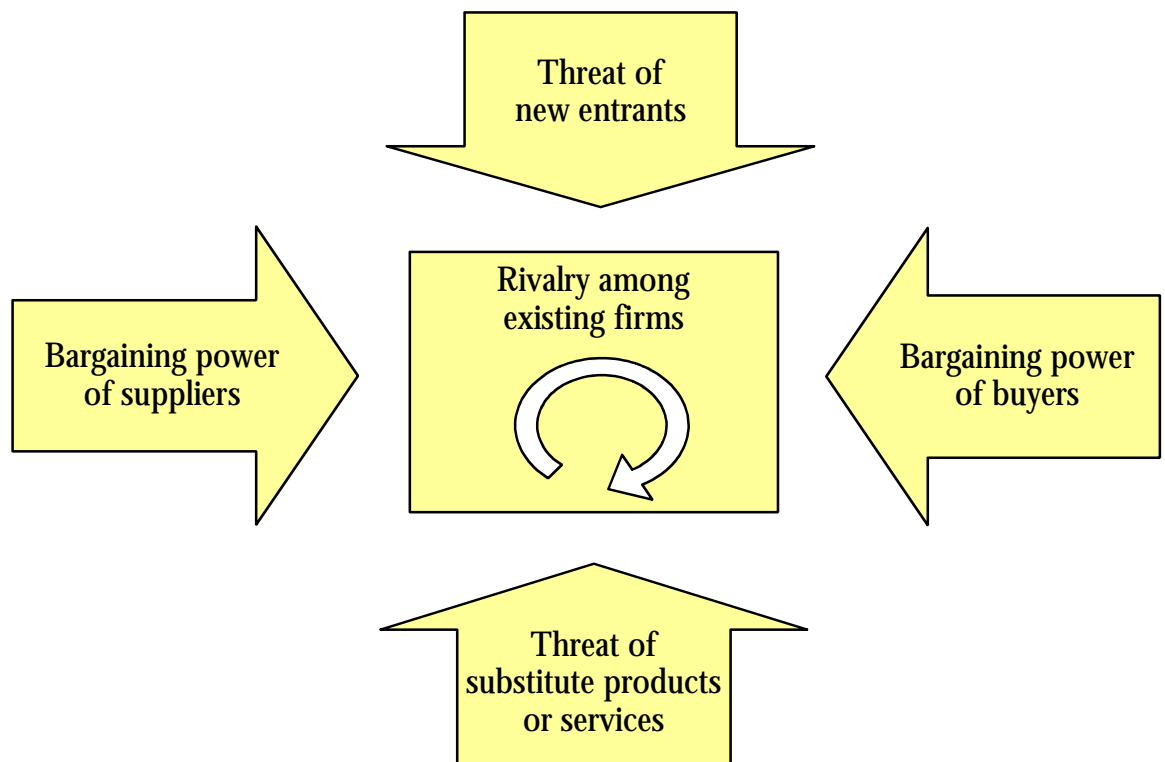 Threat of
new entrants
Rivalry among
existing firms
Bargaining power
of suppliers
Bargaining power
of buyers
Threat of
substitute products
or services